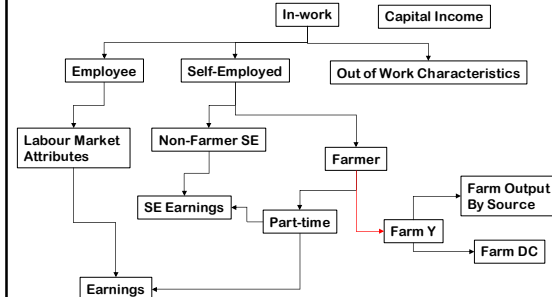 In-work
Capital Income
Employee
Self-Employed
Out of Work Characteristics
Labour Market
Attributes
Non-Farmer SE
Farmer
Farm Output
By Source
SE Earnings
Part-time
Farm Y
Farm DC
Earnings